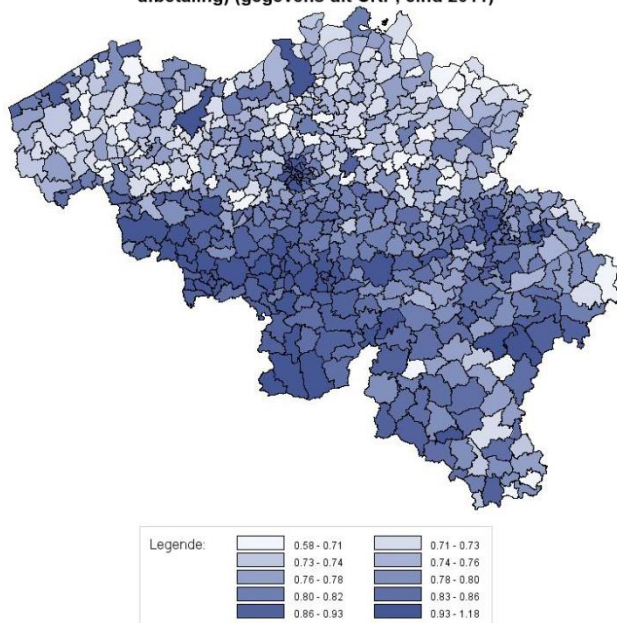 afbetaling) (gegevens uit CKP, eind 2011)
Legende:
0.58 - 0.71
0.71 - 0.73
0.73 - 0.74
0.74 - 0.76
0.76 - 0.78
0.78 - 0.80
0.80 - 0.82
0.83 - 0.86
0.86 - 0.93
0.93 - 1.18